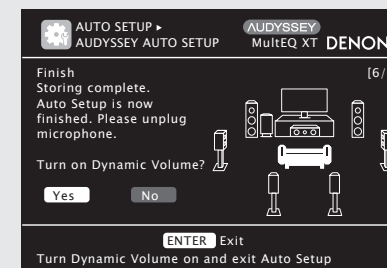 AUTO SETUP ▸
AUDYSSEY AUTO SETUP
AUDYSSEY
MultEQ XT
DENON
Finish
[6/
Storing complete.
Auto Setup is now
finished. Please unplug
microphone.
Turn on Dynamic Volume?
Yes
No
ENTER Exit
Turn Dynamic Volume on and exit Auto Setup